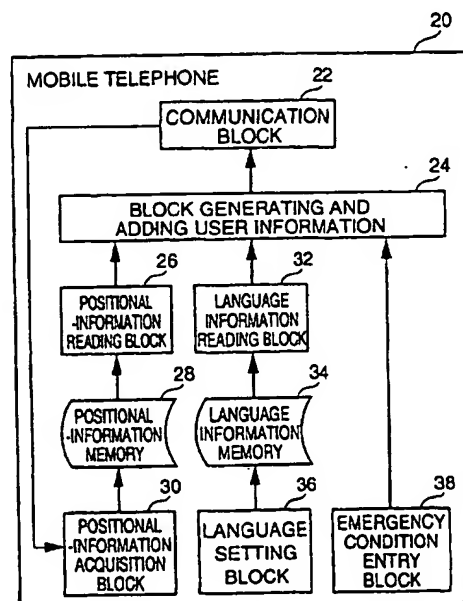 20
MOBILE TELEPHONE
22
COMMUNICATION
BLOCK
24
BLOCK GENERATING AND
ADDING USER INFORMATION
26
POSITIONAL
-INFORMATION
READING BLOCK
32
LANGUAGE
INFORMATION
READING BLOCK
28
POSITIONAL
-INFORMATION
MEMORY
34
LANGUAGE
INFORMATION
MEMORY
30
POSITIONAL
-INFORMATION
ACQUISITION
BLOCK
36
LANGUAGE
SETTING
BLOCK
38
EMERGENCY
CONDITION
ENTRY
BLOCK